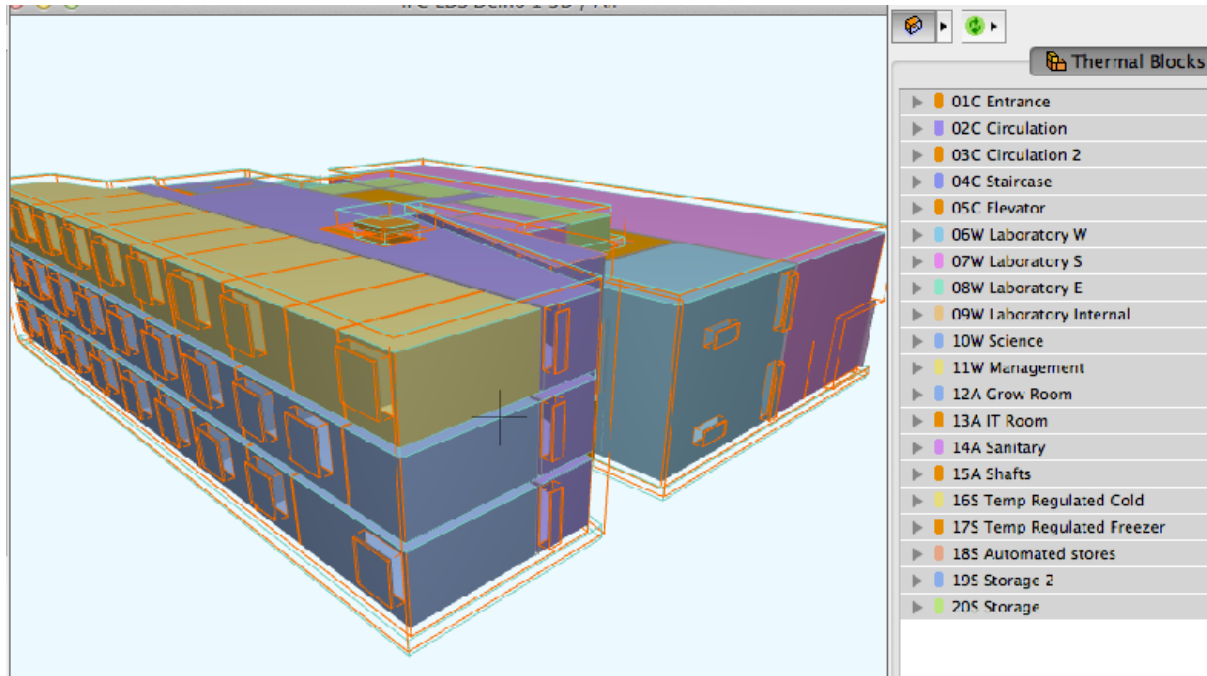 Thermal Blocks
01C Entrance
02C Circulation
03C Circulation 2
04C Staircase
05C Elevator
06W Laboratory W
07W Laboratory S
08W Laboratory E
09W Laboratory Internal
10W Science
11W Management
12A Grow Room
13A IT Room
14A Sanitary
15A Shafts
16S Temp Regulated Cold
17S Temp Regulated Freezer
18S Automated stores
19S Storage 2
20S Storage